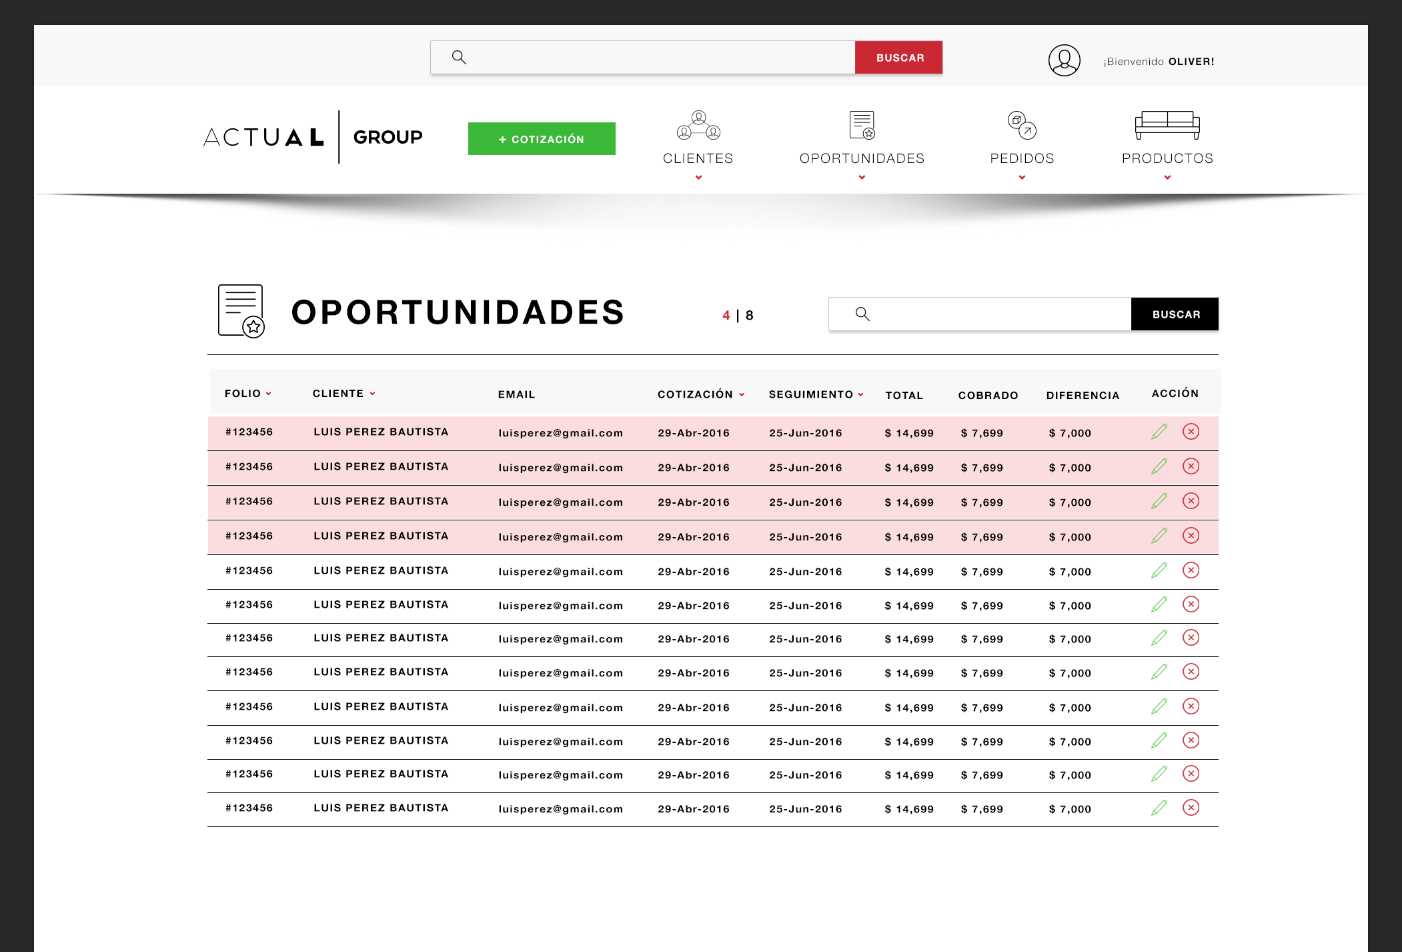 BUSCAR
¡Bienvenido OLIVER!
ACTUAL | GROUP
+ COTIZACIÓN
CLIENTES OPORTUNIDADES PEDIDOS PRODUCTOS
OPORTUNIDADES 4 | 8 BUSCAR
FOLIO CLIENTE EMAIL COTIZACIÓN SEGUIMIENTO TOTAL COBRADO DIFERENCIA ACCIÓN
#123456 LUIS PEREZ BAUTISTA luisperez@gmail.com 29-Abr-2016 25-Jun-2016 $ 14,699 $ 7,699 $ 7,000
#123456 LUIS PEREZ BAUTISTA luisperez@gmail.com 29-Abr-2016 25-Jun-2016 $ 14,699 $ 7,699 $ 7,000
#123456 LUIS PEREZ BAUTISTA luisperez@gmail.com 29-Abr-2016 25-Jun-2016 $ 14,699 $ 7,699 $ 7,000
#123456 LUIS PEREZ BAUTISTA luisperez@gmail.com 29-Abr-2016 25-Jun-2016 $ 14,699 $ 7,699 $ 7,000
#123456 LUIS PEREZ BAUTISTA luisperez@gmail.com 29-Abr-2016 25-Jun-2016 $ 14,699 $ 7,699 $ 7,000
#123456 LUIS PEREZ BAUTISTA luisperez@gmail.com 29-Abr-2016 25-Jun-2016 $ 14,699 $ 7,699 $ 7,000
#123456 LUIS PEREZ BAUTISTA luisperez@gmail.com 29-Abr-2016 25-Jun-2016 $ 14,699 $ 7,699 $ 7,000
#123456 LUIS PEREZ BAUTISTA luisperez@gmail.com 29-Abr-2016 25-Jun-2016 $ 14,699 $ 7,699 $ 7,000
#123456 LUIS PEREZ BAUTISTA luisperez@gmail.com 29-Abr-2016 25-Jun-2016 $ 14,699 $ 7,699 $ 7,000
#123456 LUIS PEREZ BAUTISTA luisperez@gmail.com 29-Abr-2016 25-Jun-2016 $ 14,699 $ 7,699 $ 7,000
#123456 LUIS PEREZ BAUTISTA luisperez@gmail.com 29-Abr-2016 25-Jun-2016 $ 14,699 $ 7,699 $ 7,000
#123456 LUIS PEREZ BAUTISTA luisperez@gmail.com 29-Abr-2016 25-Jun-2016 $ 14,699 $ 7,699 $ 7,000